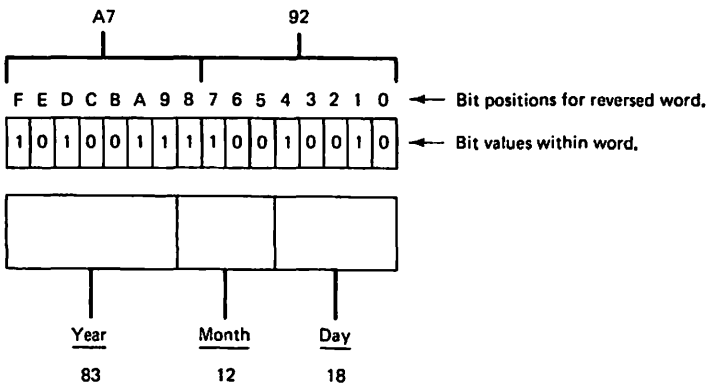 A7 92
F E D C B A 9 8 7 6 5 4 3 2 1 0 Bit positions for reversed word.
1 0 1 0 0 1 1 1 1 0 0 1 0 0 1 0 Bit values within word.
Year Month Day
83 12 18